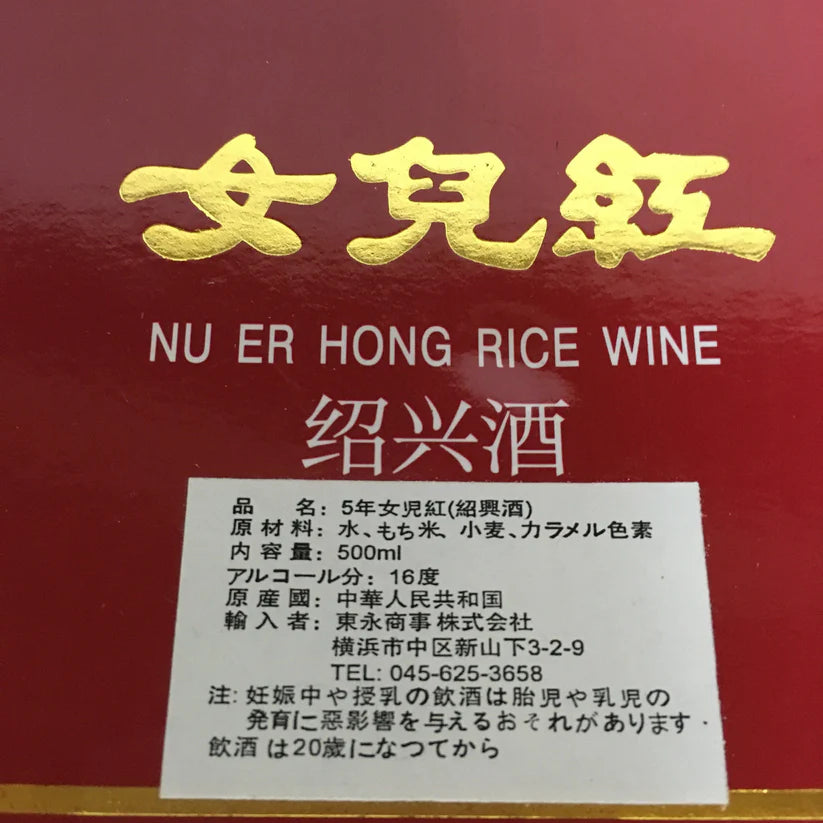 女兒紅
NU ER HONG RICE WINE
绍兴酒
品 名: 5年女児紅(紹興酒)
原材料: 水、もち米、小麦、カラメル色素
内容量: 500ml
アルコール分: 16度
原産國: 中華人民共和国
輸入者: 東永商事株式会社
横浜市中区新山下3-2-9
TEL: 045-625-3658
注: 妊娠中や授乳の飲酒は胎児や乳児の
発育に惡影響を与えるおそれがあります・
飲酒は20歳になつてから